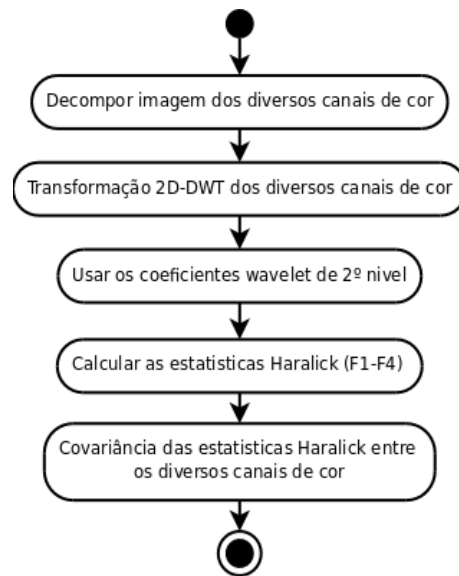 Decompor imagem dos diversos canais de cor
Transformação 2D-DWT dos diversos canais de cor
Usar os coeficientes wavelet de 2º nivel
Calcular as estatisticas Haralick (F1-F4)
Covariância das estatisticas Haralick entre
os diversos canais de cor